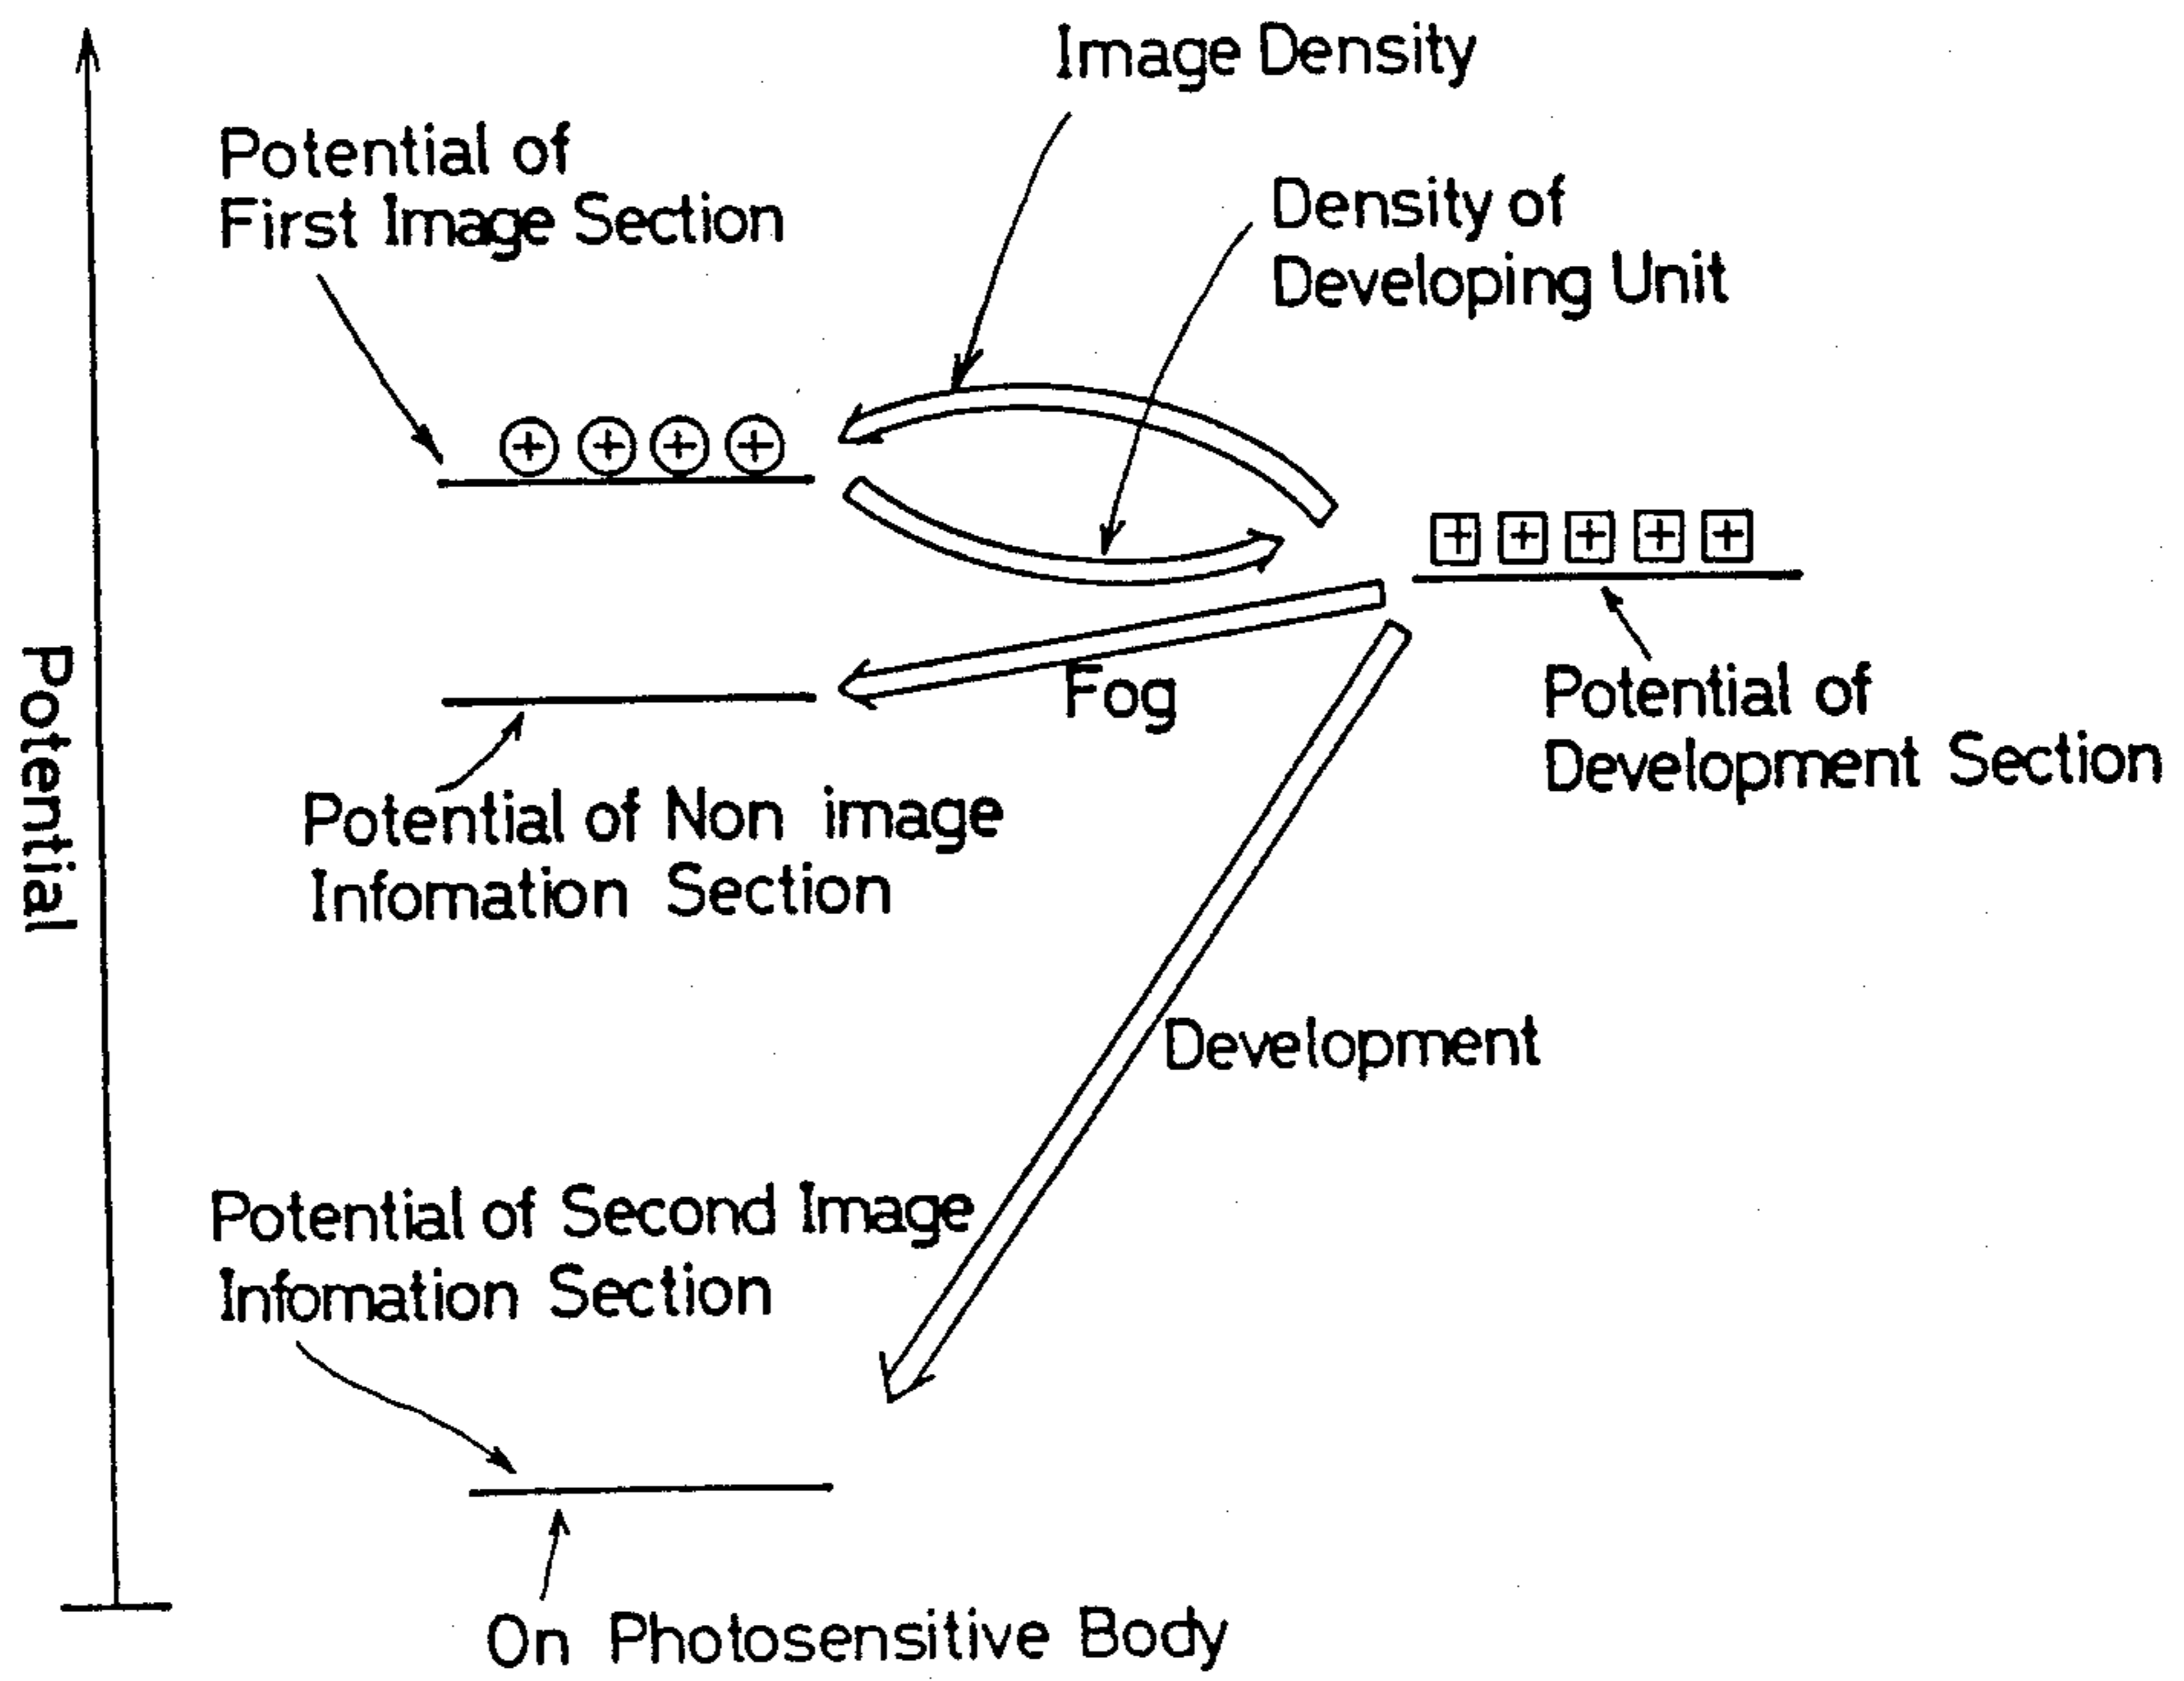 Image Density
Potential of
First Image Section
Density of
Developing Unit
Fog
Potential of
Development Section
Potential of Non image
Infomation Section
Potential
Development
Potential of Second Image
Infomation Section
On Photosensitive Body